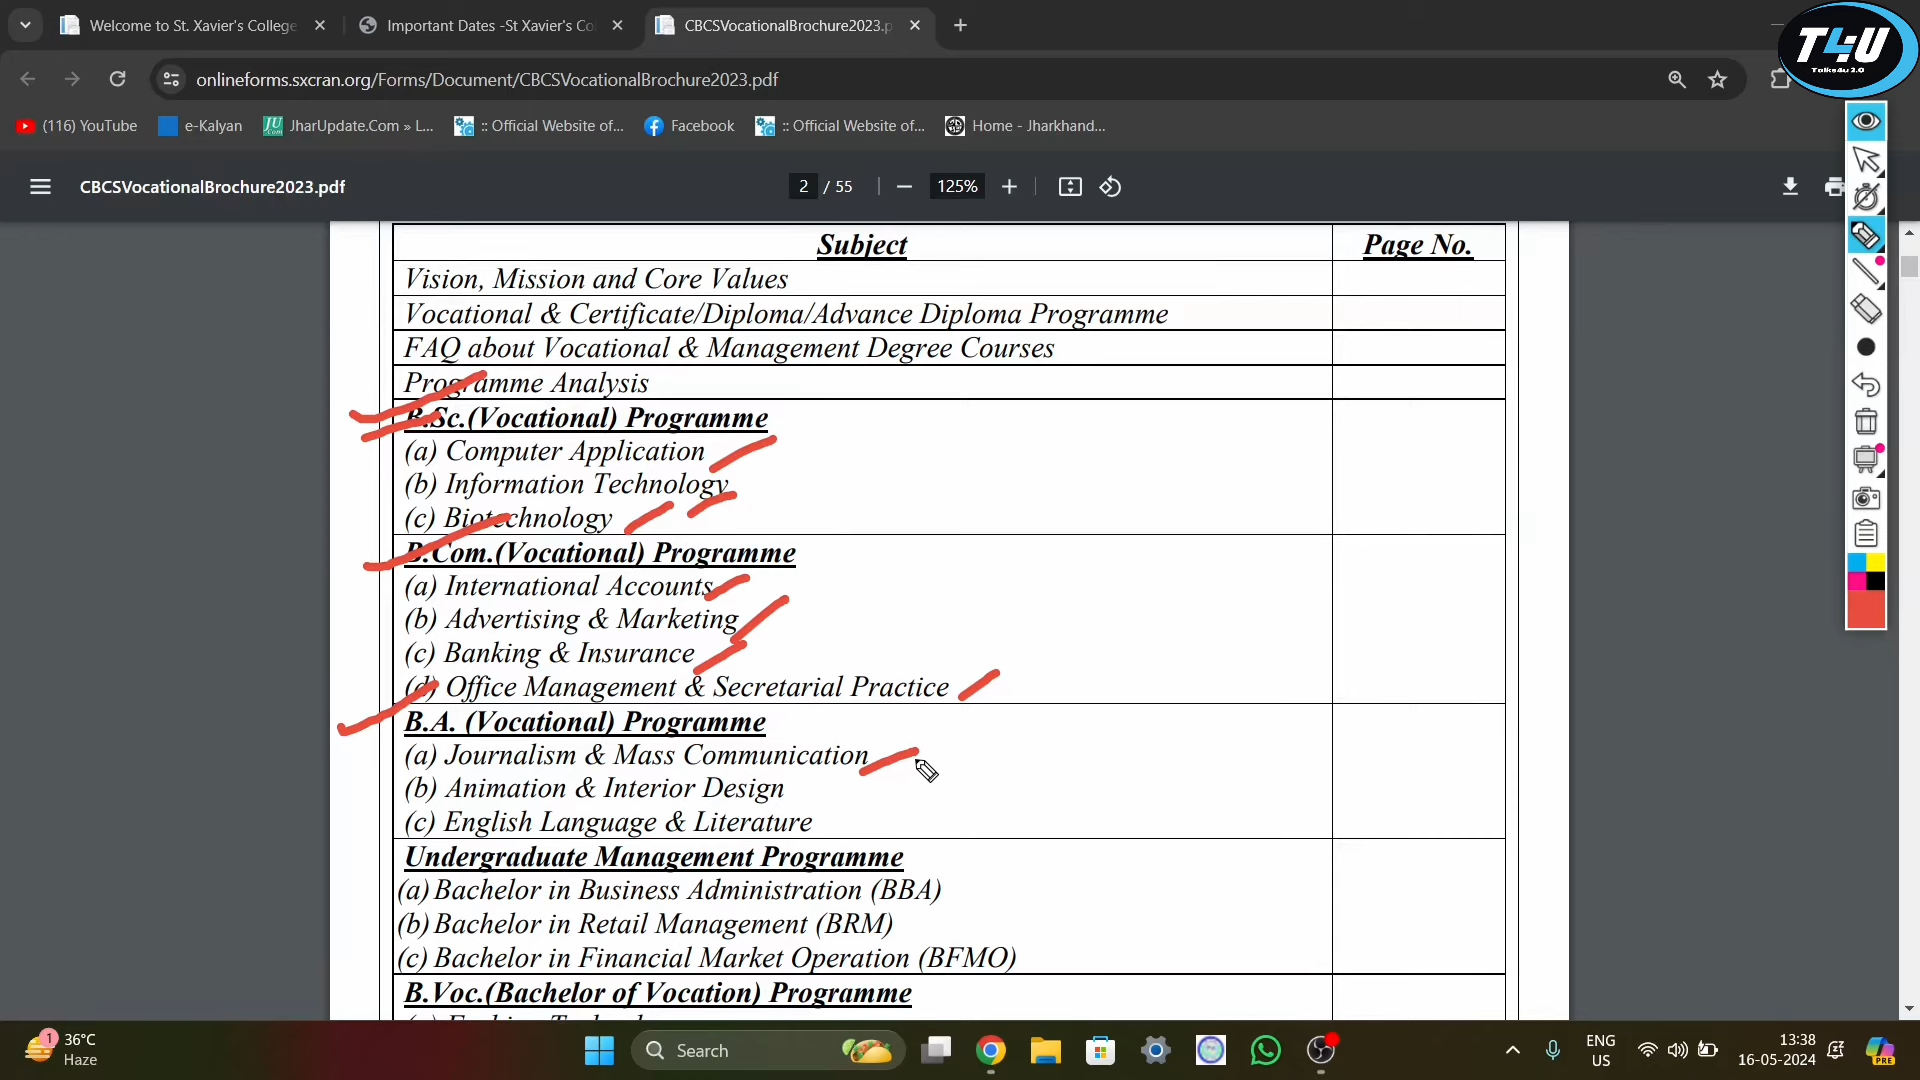 Welcome to St. Xavier's College
Important Dates -St Xavier's Co
CBCSVocationalBrochure2023.p
T4U
Talks4u 2.0
onlineforms.sxcran.org/Forms/Document/CBCSVocationalBrochure2023.pdf
(116) YouTube
e-Kalyan
JharUpdate.Com » L...
:: Official Website of...
Facebook
:: Official Website of...
Home - Jharkhand...
CBCSVocationalBrochure2023.pdf
2 / 55
125%
Subject
Page No.
Vision, Mission and Core Values
Vocational & Certificate/Diploma/Advance Diploma Programme
FAQ about Vocational & Management Degree Courses
Programme Analysis
B.Sc.(Vocational) Programme
(a) Computer Application
(b) Information Technology
(c) Biotechnology
B.Com.(Vocational) Programme
(a) International Accounts
(b) Advertising & Marketing
(c) Banking & Insurance
(d) Office Management & Secretarial Practice
B.A. (Vocational) Programme
(a) Journalism & Mass Communication
(b) Animation & Interior Design
(c) English Language & Literature
Undergraduate Management Programme
(a) Bachelor in Business Administration (BBA)
(b) Bachelor in Retail Management (BRM)
(c) Bachelor in Financial Market Operation (BFMO)
B.Voc.(Bachelor of Vocation) Programme
1
36°C
Haze
Search
ENG
US
13:38
16-05-2024
PRE